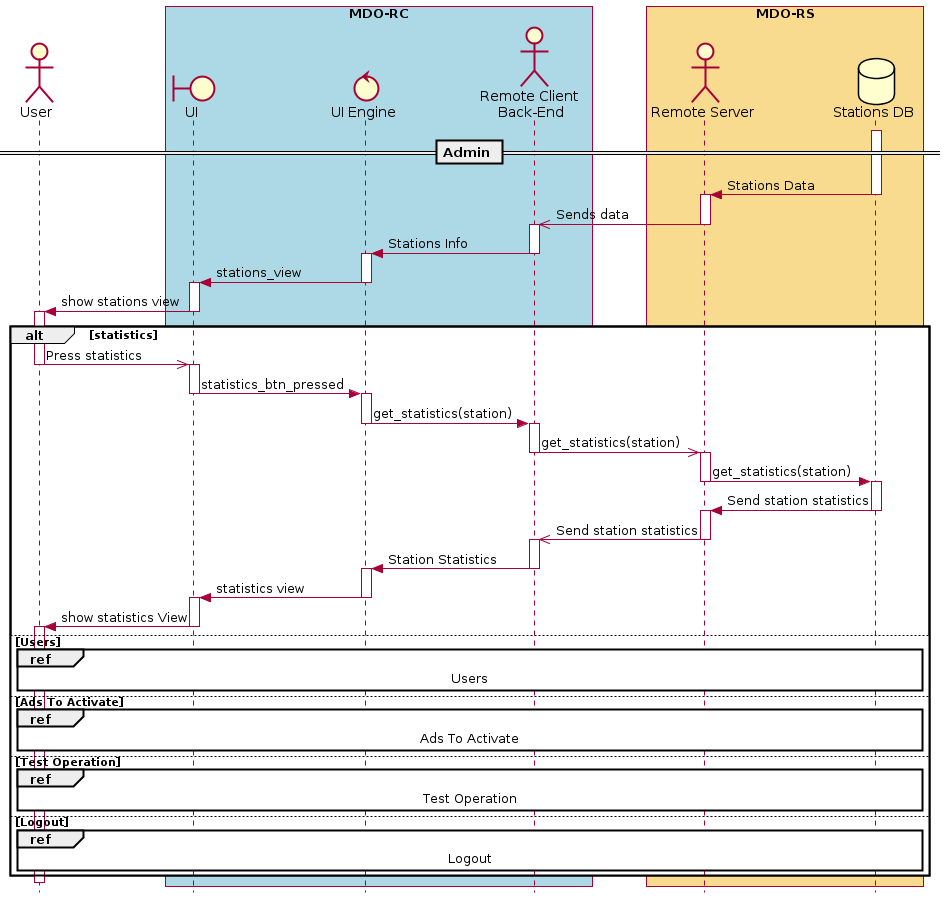 MDO-RC
MDO-RS
User
UI
UI Engine
Remote Client
Back-End
Remote Server
Stations DB
Admin
Stations Data
Sends data
Stations Info
stations_view
show stations view
alt [statistics]
Press statistics
statistics_btn_pressed
get_statistics(station)
get_statistics(station)
get_statistics(station)
Send station statistics
Send station statistics
Station Statistics
statistics view
show statistics View
[Users]
ref
Users
[Ads To Activate]
ref
Ads To Activate
[Test Operation]
ref
Test Operation
[Logout]
ref
Logout